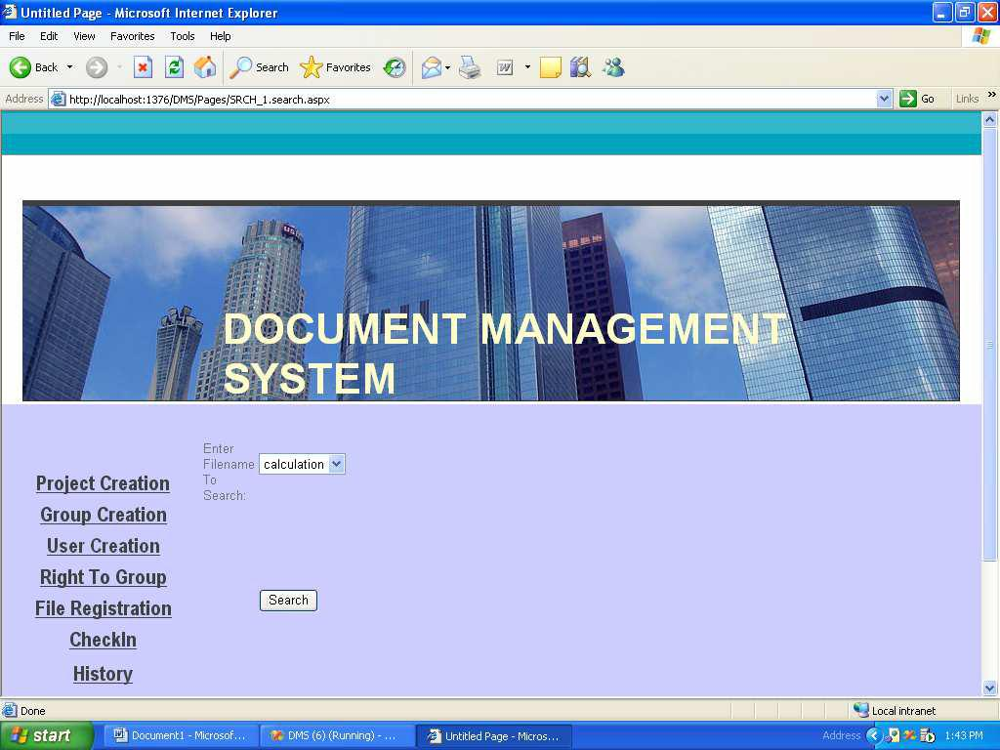 Untitled Page - Microsoft Internet Explorer
File Edit View Favorites Tools Help
Back Search Favorites
Address http://localhost:1376/DMS/Pages/SRCH_1.search.aspx Go Links »
DOCUMENT MANAGEMENT
SYSTEM
Enter
Filename calculation
To
Search:
Project Creation
Group Creation
User Creation
Right To Group
Search
File Registration
CheckIn
History
Done Local intranet
start Document1 - Microsof... DMS (6) (Running) - ... Untitled Page - Micros... Address 1:43 PM